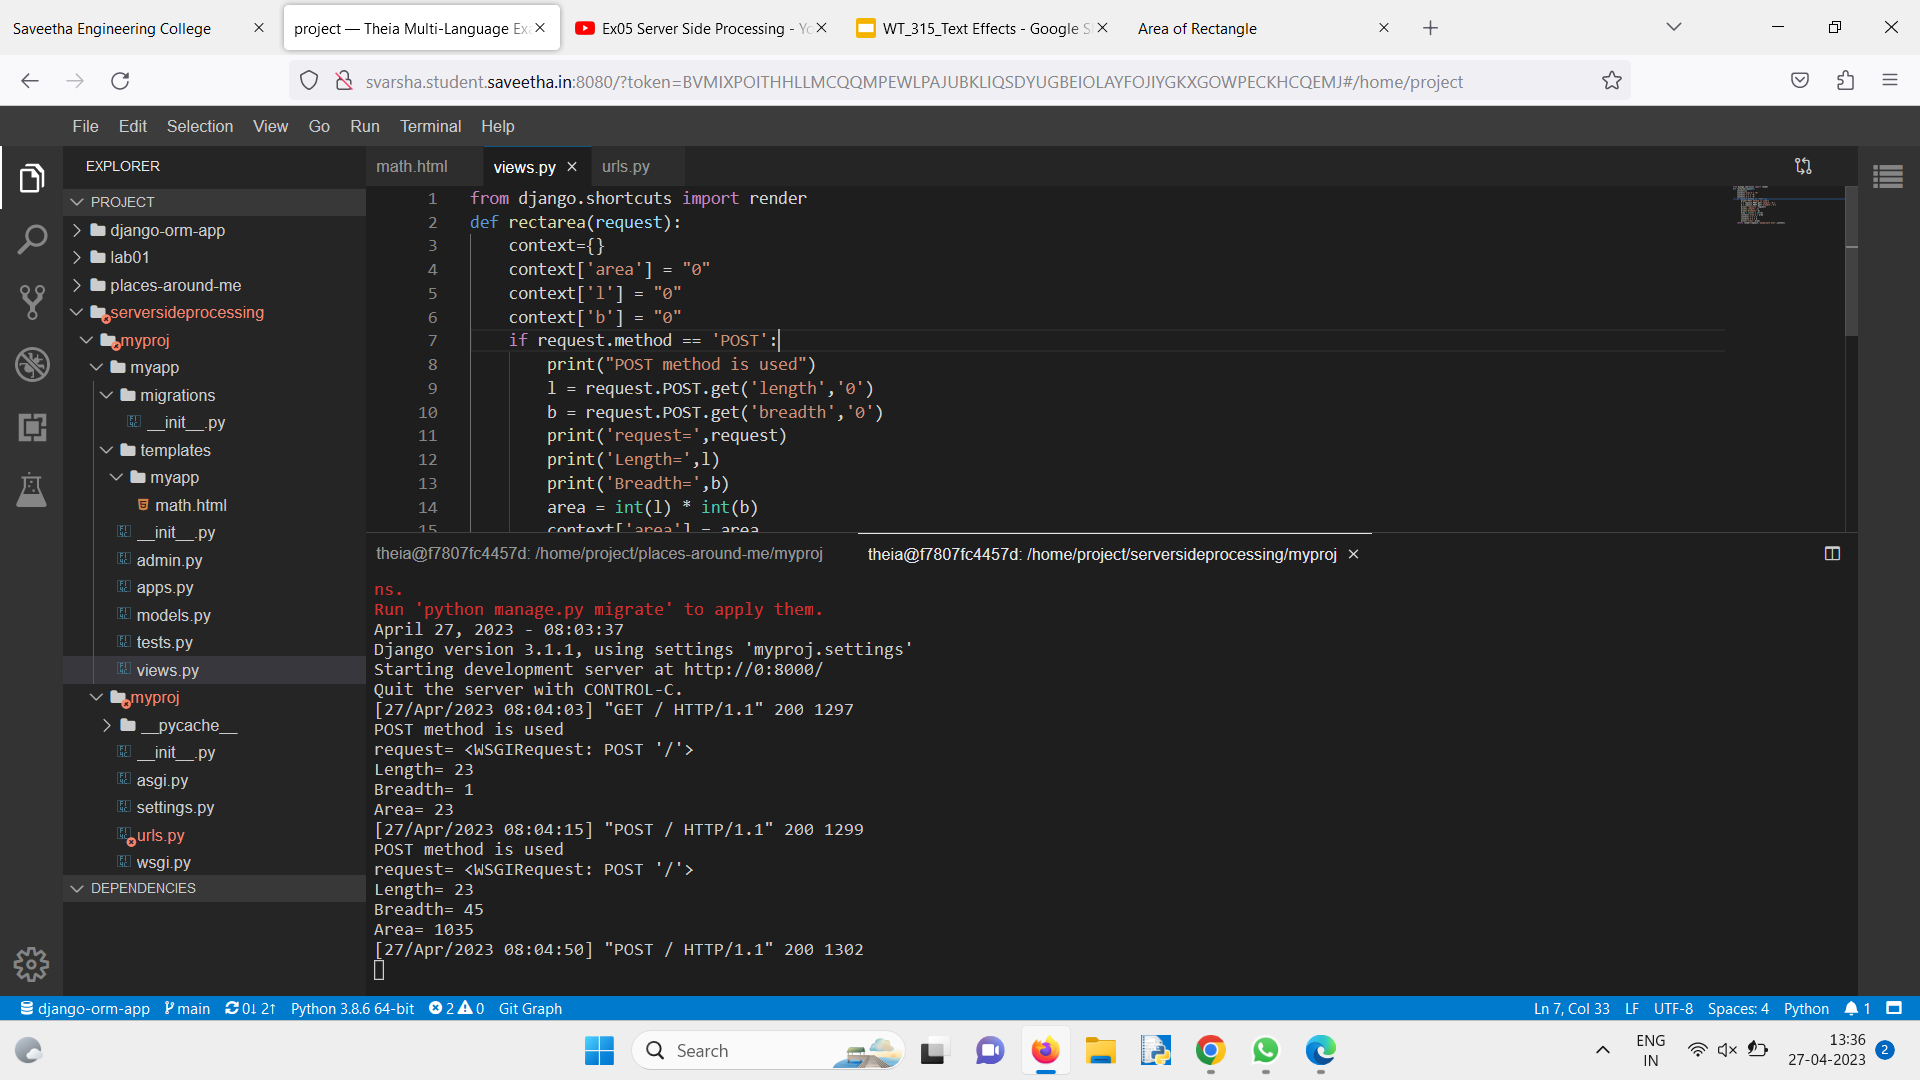 Saveetha Engineering College
project — Theia Multi-Language Exa
Ex05 Server Side Processing - Yo
WT_315_Text Effects - Google Sl
Area of Rectangle
svarsha.student.saveetha.in:8080/?token=BVMIXPOITHHLLMCQQMPEWLPAJUBKLIQSDYUGBEIOLAYFOJIYGKXGOWPECKHCQEMJ#/home/project
File Edit Selection View Go Run Terminal Help
EXPLORER
PROJECT
django-orm-app
lab01
places-around-me
serversideprocessing
myproj
myapp
migrations
__init__.py
templates
myapp
math.html
__init__.py
admin.py
apps.py
models.py
tests.py
views.py
myproj
__pycache__
__init__.py
asgi.py
settings.py
urls.py
wsgi.py
DEPENDENCIES
math.html views.py urls.py
1 from django.shortcuts import render
2 def rectarea(request):
3 context={}
4 context['area'] = "0"
5 context['l'] = "0"
6 context['b'] = "0"
7 if request.method == 'POST':
8 print("POST method is used")
9 l = request.POST.get('length','0')
10 b = request.POST.get('breadth','0')
11 print('request=',request)
12 print('Length=',l)
13 print('Breadth=',b)
14 area = int(l) * int(b)
15 context['area'] = area
theia@f7807fc4457d: /home/project/places-around-me/myproj
theia@f7807fc4457d: /home/project/serversideprocessing/myproj
ns.
Run 'python manage.py migrate' to apply them.
April 27, 2023 - 08:03:37
Django version 3.1.1, using settings 'myproj.settings'
Starting development server at http://0:8000/
Quit the server with CONTROL-C.
[27/Apr/2023 08:04:03] "GET / HTTP/1.1" 200 1297
POST method is used
request= <WSGIRequest: POST '/'>
Length= 23
Breadth= 1
Area= 23
[27/Apr/2023 08:04:15] "POST / HTTP/1.1" 200 1299
POST method is used
request= <WSGIRequest: POST '/'>
Length= 23
Breadth= 45
Area= 1035
[27/Apr/2023 08:04:50] "POST / HTTP/1.1" 200 1302
django-orm-app main 0↓ 2↑ Python 3.8.6 64-bit 2 0 Git Graph
Ln 7, Col 33 LF UTF-8 Spaces: 4 Python 1
Search
ENG
IN
13:36
27-04-2023
2